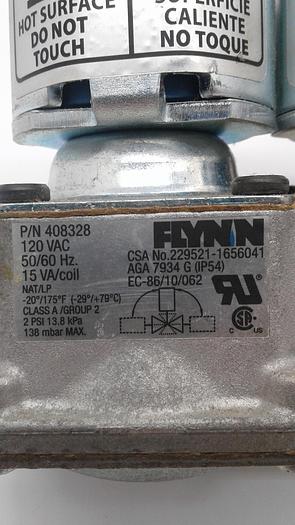 HOT SURFACE
DO NOT
TOUCH
SUPERFICIE
CALIENTE
NO TOQUE
P/N 408328
120 VAC
50/60 Hz.
15 VA/coil
NAT/LP
-20°/175°F (-29°/+79°C)
CLASS A /GROUP 2
2 PSI 13.8 kPa
138 mbar MAX.
FLYNN
CSA No.229521-1656041
AGA 7934 G (IP54)
EC-86/10/062
C US